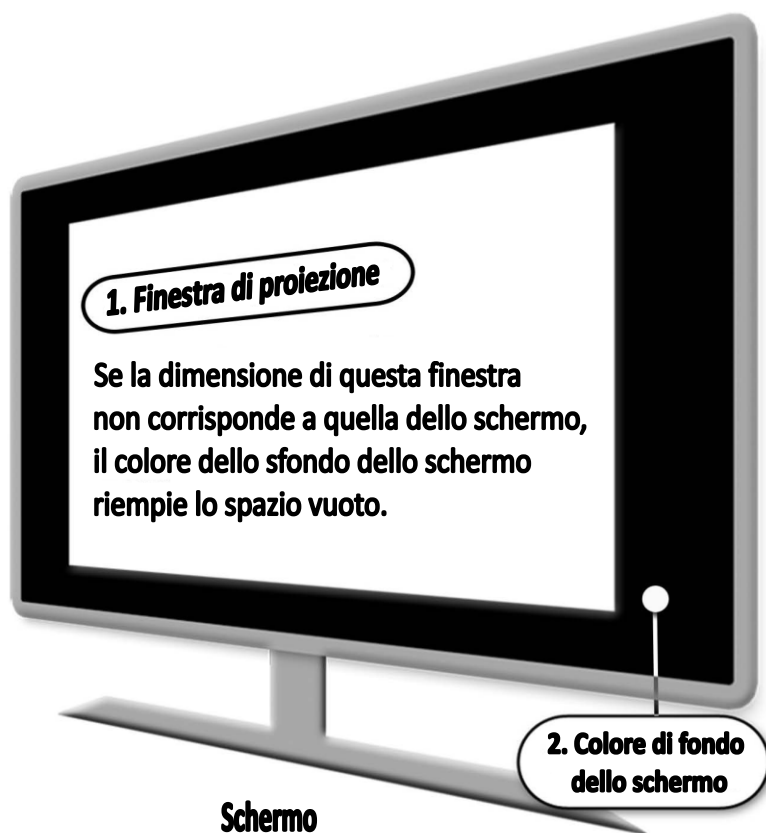 1. Finestra di proiezione
Se la dimensione di questa finestra
non corrisponde a quella dello schermo,
il colore dello sfondo dello schermo
riempie lo spazio vuoto.
2. Colore di fondo
dello schermo
Schermo